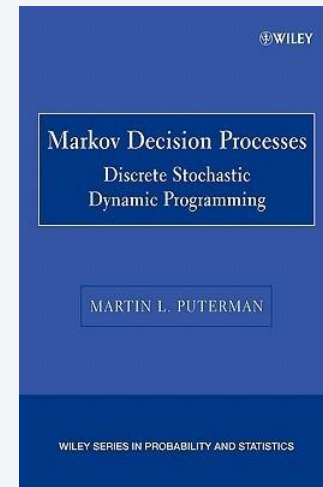 WILEY
Markov Decision Processes
Discrete Stochastic
Dynamic Programming
MARTIN L. PUTERMAN
WILEY SERIES IN PROBABILITY AND STATISTICS